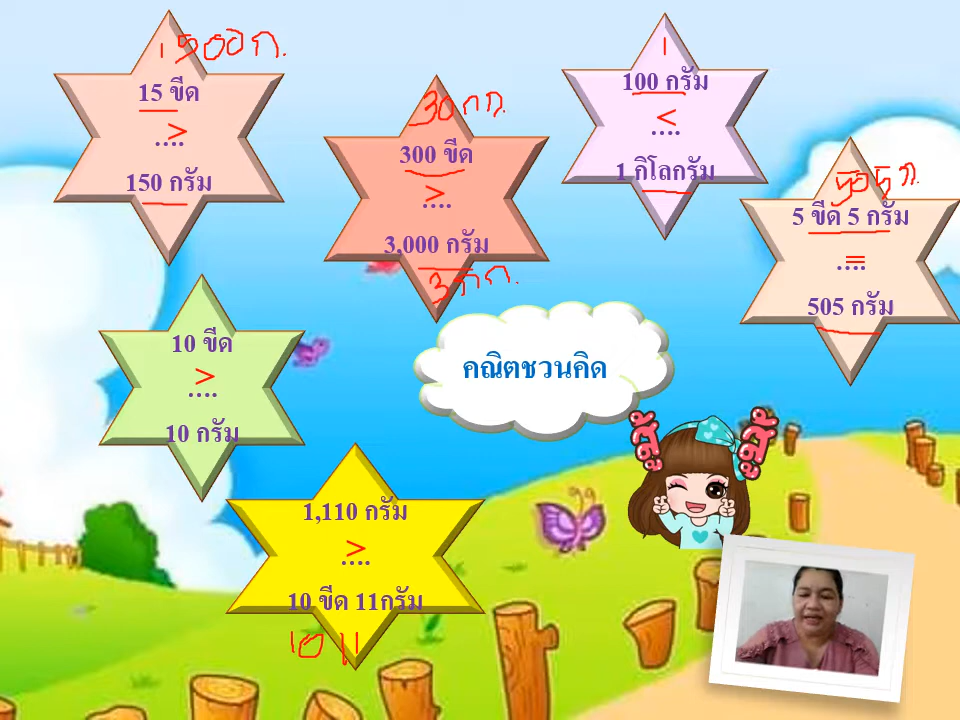 1500 ก.
15 ขีด
>
....
150 กรัม
30 กก.
300 ขีด
>
....
3,000 กรัม
3 กก.
1
100 กรัม
<
....
1 กิโลกรัม
505 ก.
5 ขีด 5 กรัม
=
....
505 กรัม
10 ขีด
>
....
10 กรัม
คณิตชวนคิด
สู้ สู้
1,110 กรัม
>
....
10 ขีด 11กรัม
1011